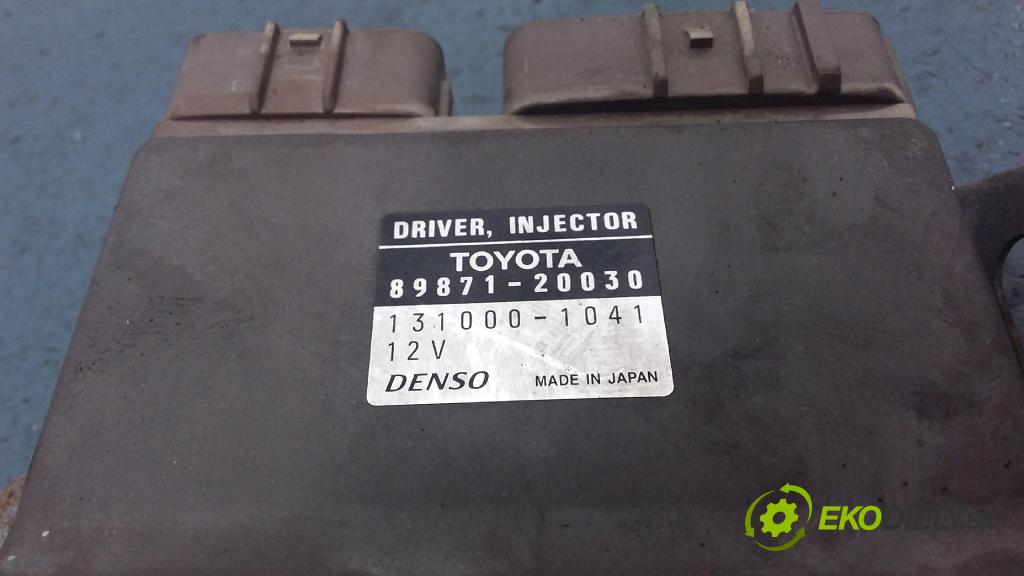 DRIVER, INJECTOR
TOYOTA
89871-20030
131000-1041
12V
DENSO MADE IN JAPAN
EKODIELY.SK